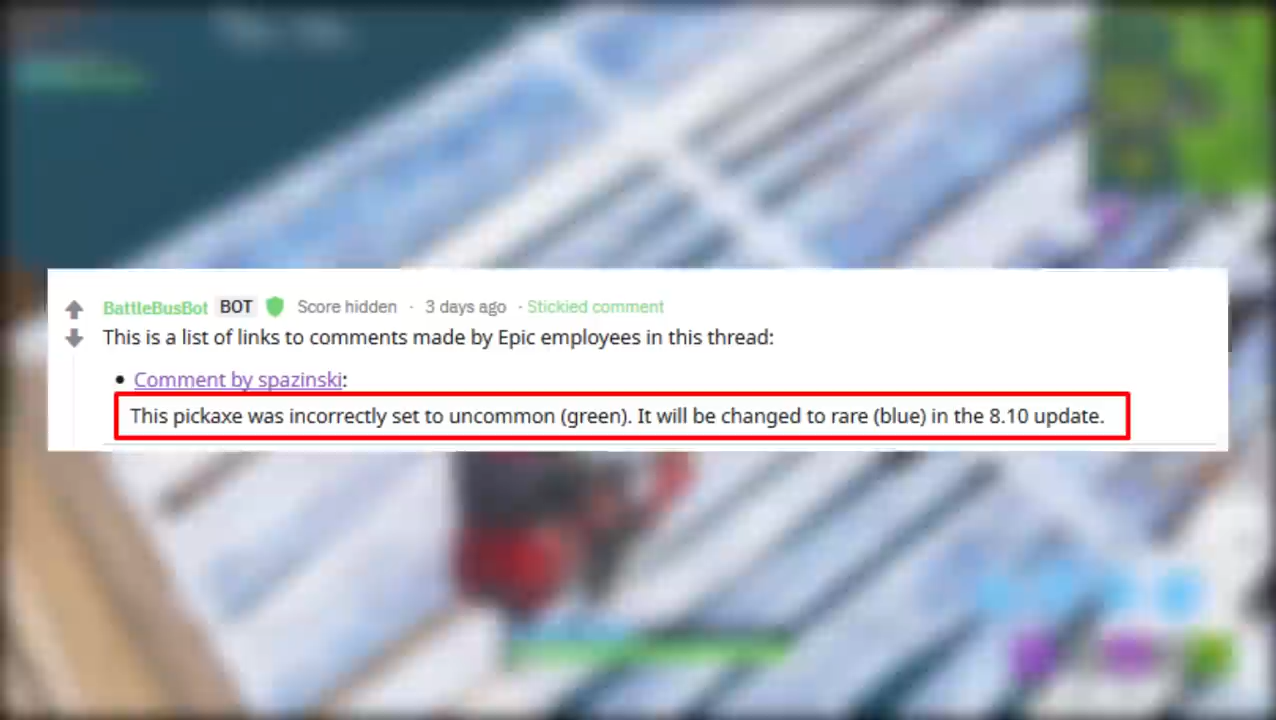 BattleBusBot BOT Score hidden · 3 days ago · Stickied comment
This is a list of links to comments made by Epic employees in this thread:
• Comment by spazinski:
This pickaxe was incorrectly set to uncommon (green). It will be changed to rare (blue) in the 8.10 update.